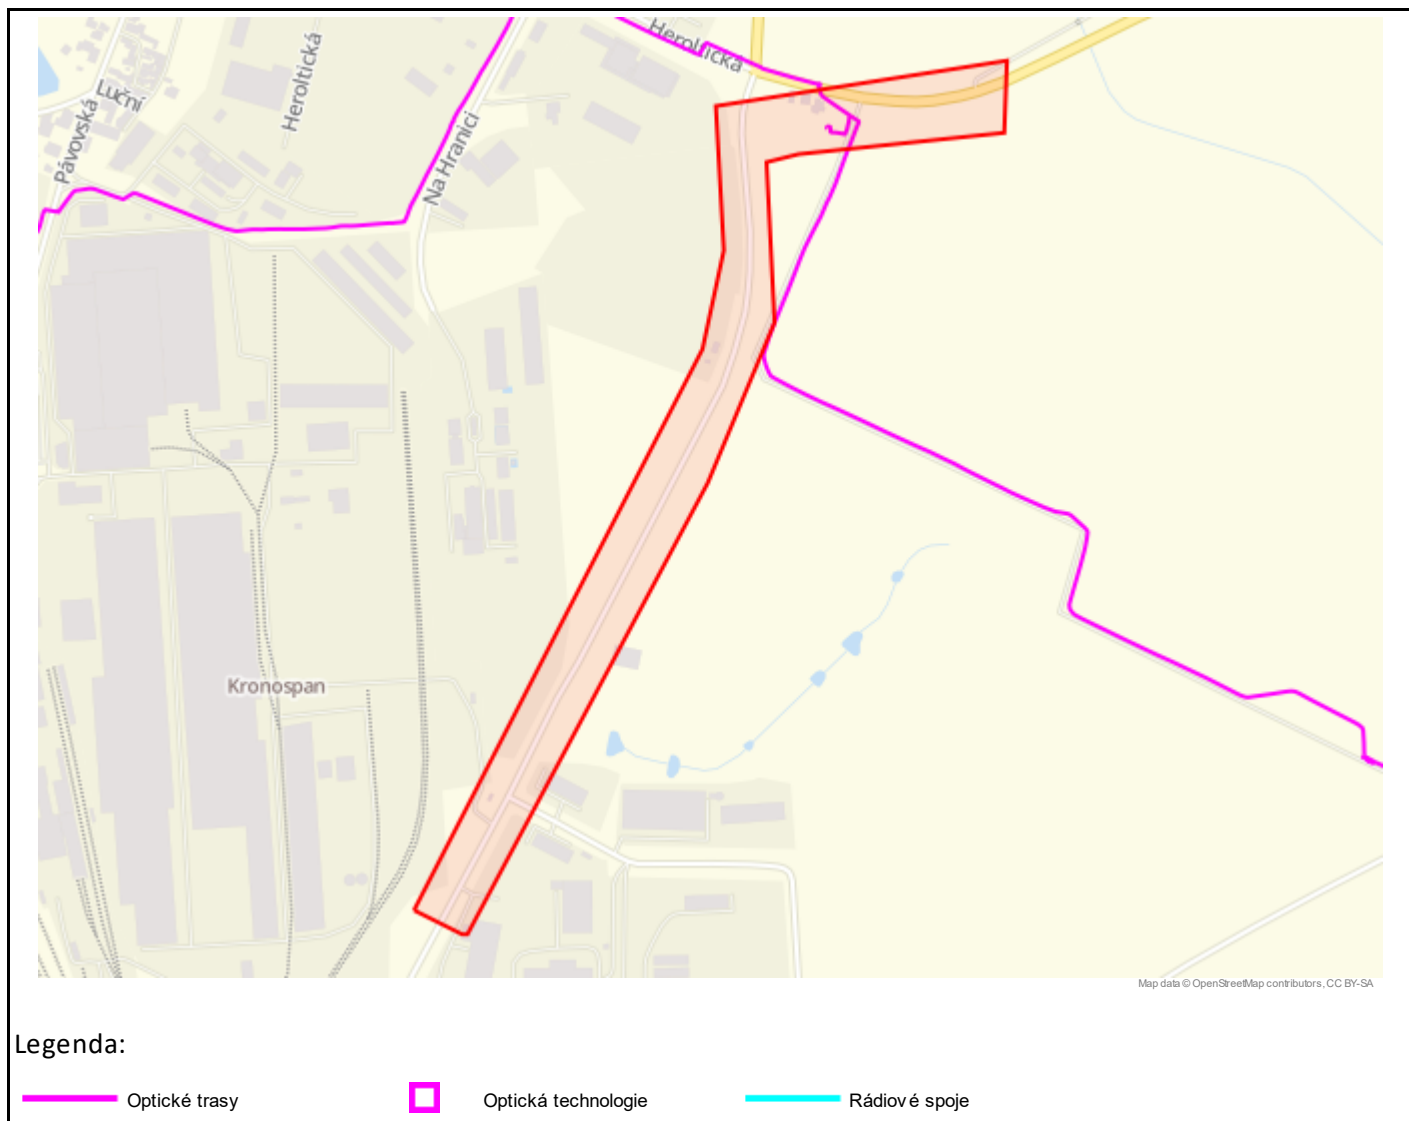 Heroltická
Luční
Heroltická
Pávovská
Na Hranici
Kronospan
Map data © OpenStreetMap contributors, CC BY-SA
Legenda:
Optické trasy
Optická technologie
Rádiové spoje